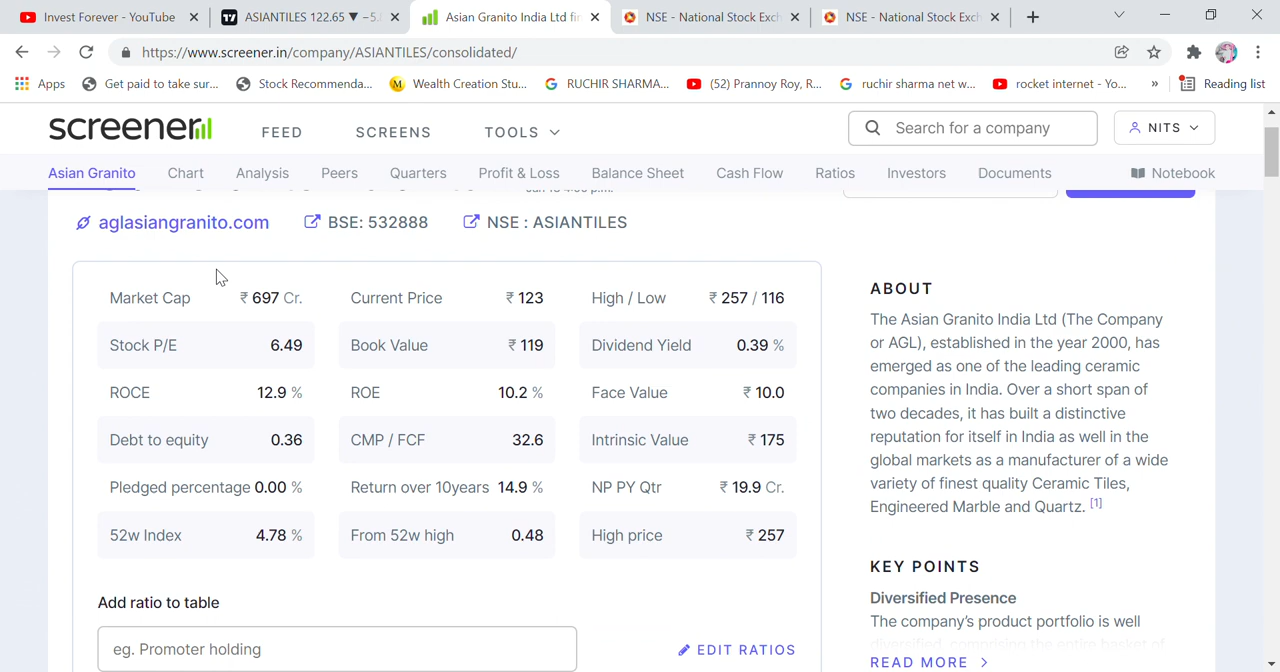 Invest Forever - YouTube
ASIANTILES 122.65 ▼ −5.
Asian Granito India Ltd fin
NSE - National Stock Exch
NSE - National Stock Exch
https://www.screener.in/company/ASIANTILES/consolidated/
Apps
Get paid to take sur...
Stock Recommenda...
M Wealth Creation Stu...
G RUCHIR SHARMA...
(52) Prannoy Roy, R...
G ruchir sharma net w...
rocket internet - Yo...
»
Reading list
screener
FEED
SCREENS
TOOLS
Search for a company
NITS
Asian Granito
Chart
Analysis
Peers
Quarters
Profit & Loss
Balance Sheet
Cash Flow
Ratios
Investors
Documents
Notebook
aglasiangranito.com
BSE: 532888
NSE : ASIANTILES
Market Cap ₹ 697 Cr.
Current Price ₹ 123
High / Low ₹ 257 / 116
Stock P/E 6.49
Book Value ₹ 119
Dividend Yield 0.39 %
ROCE 12.9 %
ROE 10.2 %
Face Value ₹ 10.0
Debt to equity 0.36
CMP / FCF 32.6
Intrinsic Value ₹ 175
Pledged percentage 0.00 %
Return over 10years 14.9 %
NP PY Qtr ₹ 19.9 Cr.
52w Index 4.78 %
From 52w high 0.48
High price ₹ 257
Add ratio to table
eg. Promoter holding
EDIT RATIOS
ABOUT
The Asian Granito India Ltd (The Company
or AGL), established in the year 2000, has
emerged as one of the leading ceramic
companies in India. Over a short span of
two decades, it has built a distinctive
reputation for itself in India as well in the
global markets as a manufacturer of a wide
variety of finest quality Ceramic Tiles,
Engineered Marble and Quartz. [1]
KEY POINTS
Diversified Presence
The company's product portfolio is well
diversified, comprising the entire basket of
READ MORE